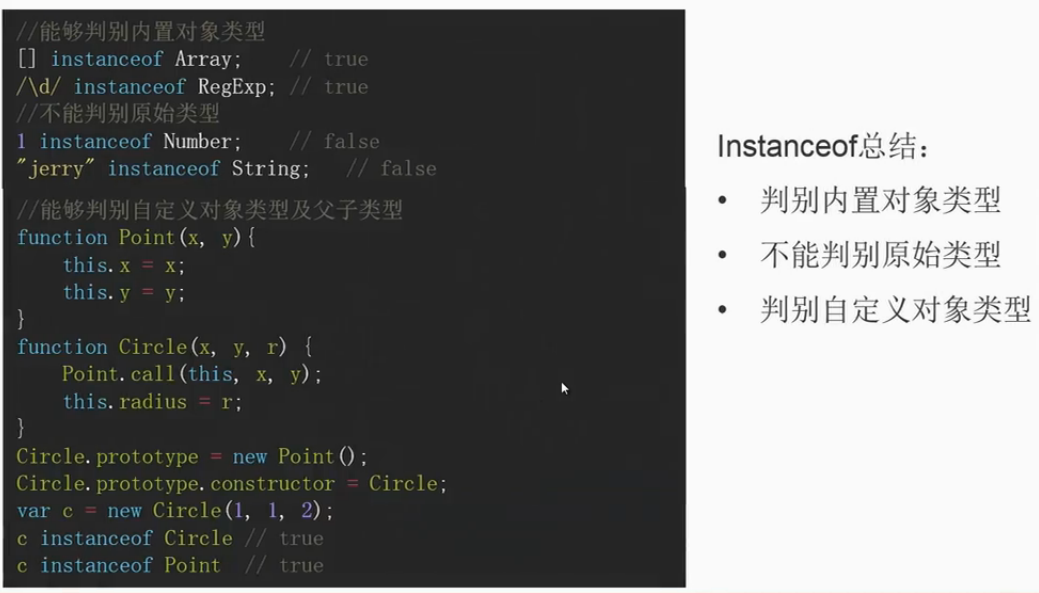 //能够判别内置对象类型
[] instanceof Array;    // true
/\d/ instanceof RegExp; // true
//不能判别原始类型
1 instanceof Number;    // false
"jerry" instanceof String;   // false
//能够判别自定义对象类型及父子类型
function Point(x, y){
    this.x = x;
    this.y = y;
}
function Circle(x, y, r) {
    Point.call(this, x, y);
    this.radius = r;
}
Circle.prototype = new Point();
Circle.prototype.constructor = Circle;
var c = new Circle(1, 1, 2);
c instanceof Circle // true
c instanceof Point  // true
Instanceof总结:
• 判别内置对象类型
• 不能判别原始类型
• 判别自定义对象类型